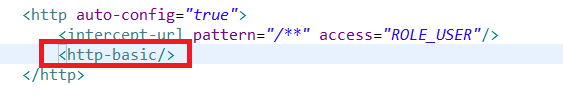 <http auto-config="true">
<intercept-url pattern="/**" access="ROLE_USER"/>
<http-basic/>
</http>